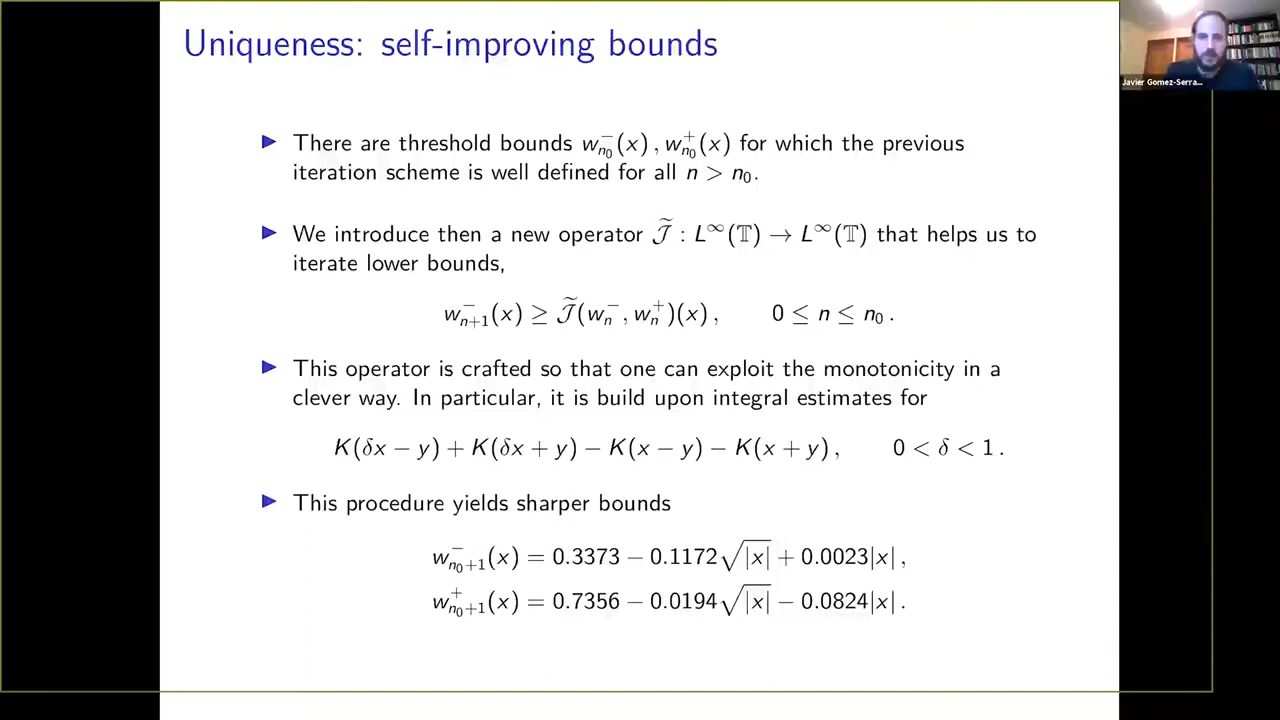 Uniqueness: self-improving bounds
Javier Gomez-Serra...
▶ There are threshold bounds w⁻_{n₀}(x), w⁺_{n₀}(x) for which the previous
iteration scheme is well defined for all n > n₀.
▶ We introduce then a new operator 𝒥̃ : L^∞(𝕋) → L^∞(𝕋) that helps us to
iterate lower bounds,
w⁻_{n+1}(x) ≥ 𝒥̃(w⁻_n, w⁺_n)(x), 0 ≤ n ≤ n₀.
▶ This operator is crafted so that one can exploit the monotonicity in a
clever way. In particular, it is build upon integral estimates for
K(δx − y) + K(δx + y) − K(x − y) − K(x + y), 0 < δ < 1.
▶ This procedure yields sharper bounds
w⁻_{n₀+1}(x) = 0.3373 − 0.1172√|x| + 0.0023|x|,
w⁺_{n₀+1}(x) = 0.7356 − 0.0194√|x| − 0.0824|x|.